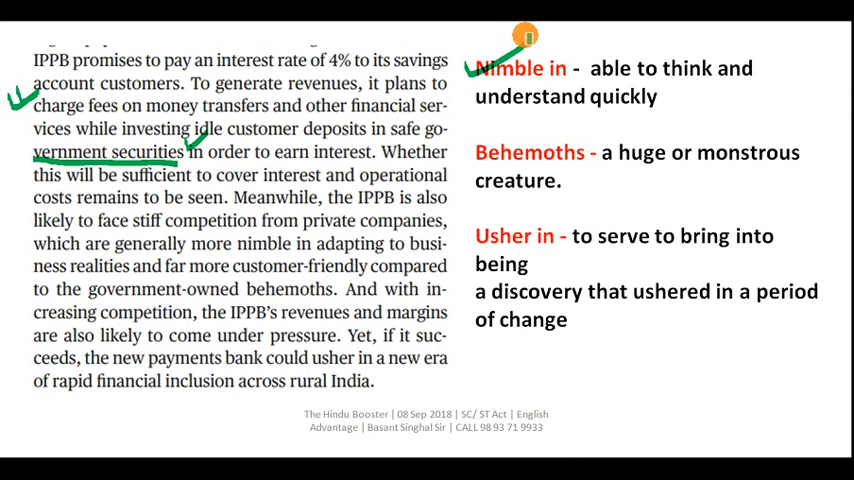 IPPB promises to pay an interest rate of 4% to its savings
account customers. To generate revenues, it plans to
charge fees on money transfers and other financial ser-
vices while investing idle customer deposits in safe go-
vernment securities in order to earn interest. Whether
this will be sufficient to cover interest and operational
costs remains to be seen. Meanwhile, the IPPB is also
likely to face stiff competition from private companies,
which are generally more nimble in adapting to busi-
ness realities and far more customer-friendly compared
to the government-owned behemoths. And with in-
creasing competition, the IPPB's revenues and margins
are also likely to come under pressure. Yet, if it suc-
ceeds, the new payments bank could usher in a new era
of rapid financial inclusion across rural India.
Nimble in - able to think and
understand quickly
Behemoths - a huge or monstrous
creature.
Usher in - to serve to bring into
being
a discovery that ushered in a period
of change
The Hindu Booster | 08 Sep 2018 | SC/ ST Act | English
Advantage | Basant Singhal Sir | CALL 98 93 71 9933